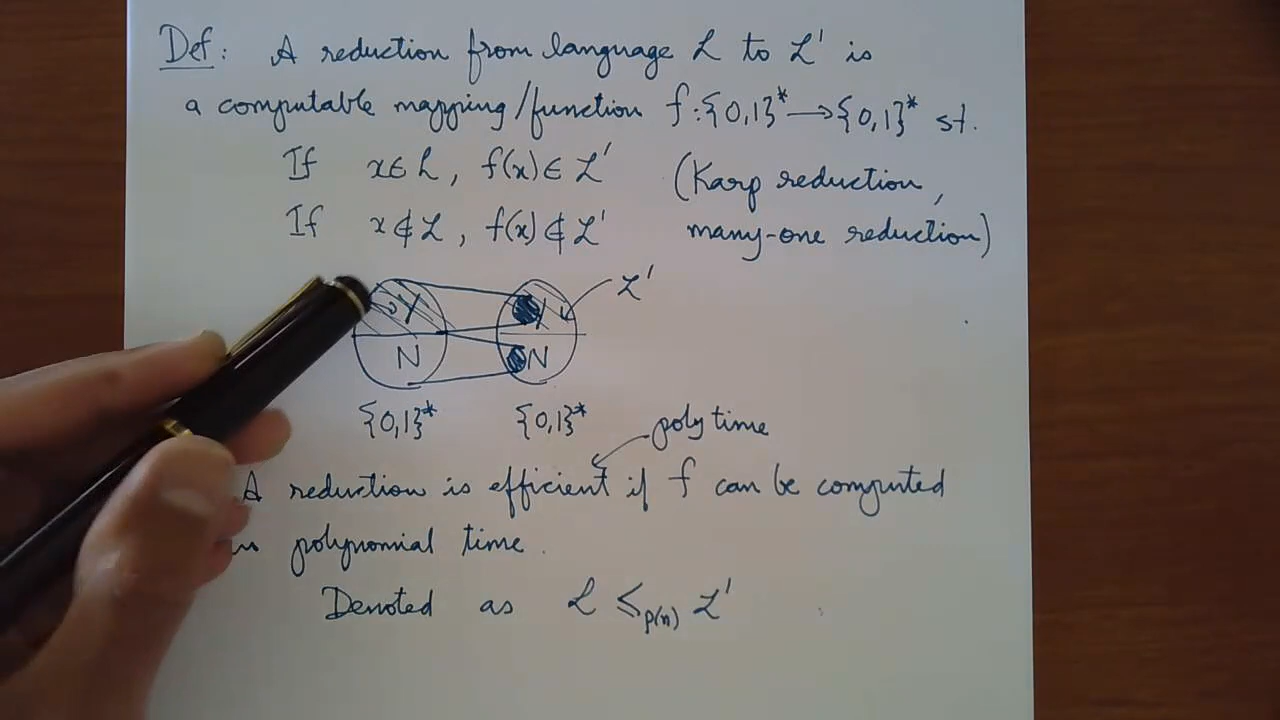 Def: A reduction from language L to L' is
a computable mapping/function f:{0,1}*→{0,1}* st.
If x∈L, f(x)∈L' (Karp reduction,
If x∉L, f(x)∉L' many-one reduction)
L'
Y Y
N N
{0,1}* {0,1}*
poly time
A reduction is efficient if f can be computed
polynomial time.
Denoted as L ≤p(n) L'